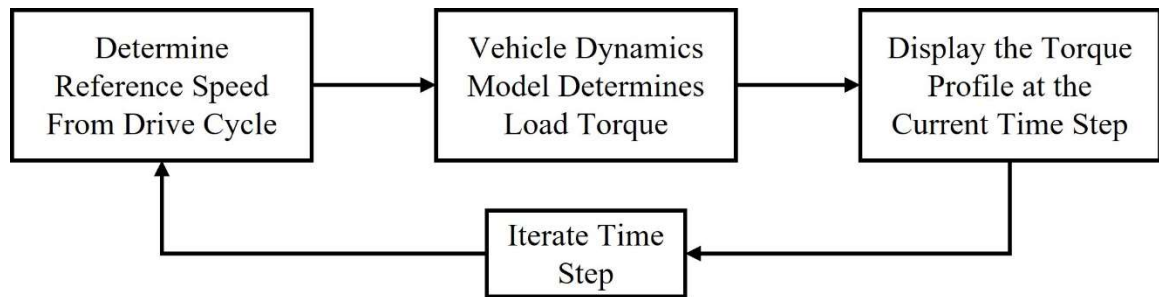 Determine
Reference Speed
From Drive Cycle
Vehicle Dynamics
Model Determines
Load Torque
Display the Torque
Profile at the
Current Time Step
Iterate Time
Step